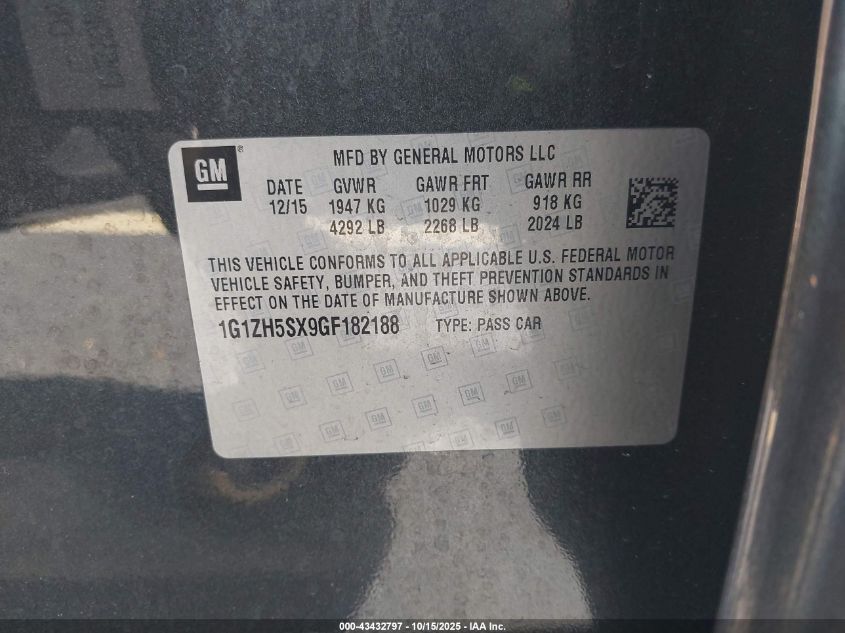 GM
MFD BY GENERAL MOTORS LLC
DATE GVWR GAWR FRT GAWR RR
12/15 1947 KG 1029 KG 918 KG
4292 LB 2268 LB 2024 LB
THIS VEHICLE CONFORMS TO ALL APPLICABLE U.S. FEDERAL MOTOR
VEHICLE SAFETY, BUMPER, AND THEFT PREVENTION STANDARDS IN
EFFECT ON THE DATE OF MANUFACTURE SHOWN ABOVE.
1G1ZH5SX9GF182188 TYPE: PASS CAR
000-43432797 - 10/15/2025 - IAA Inc.